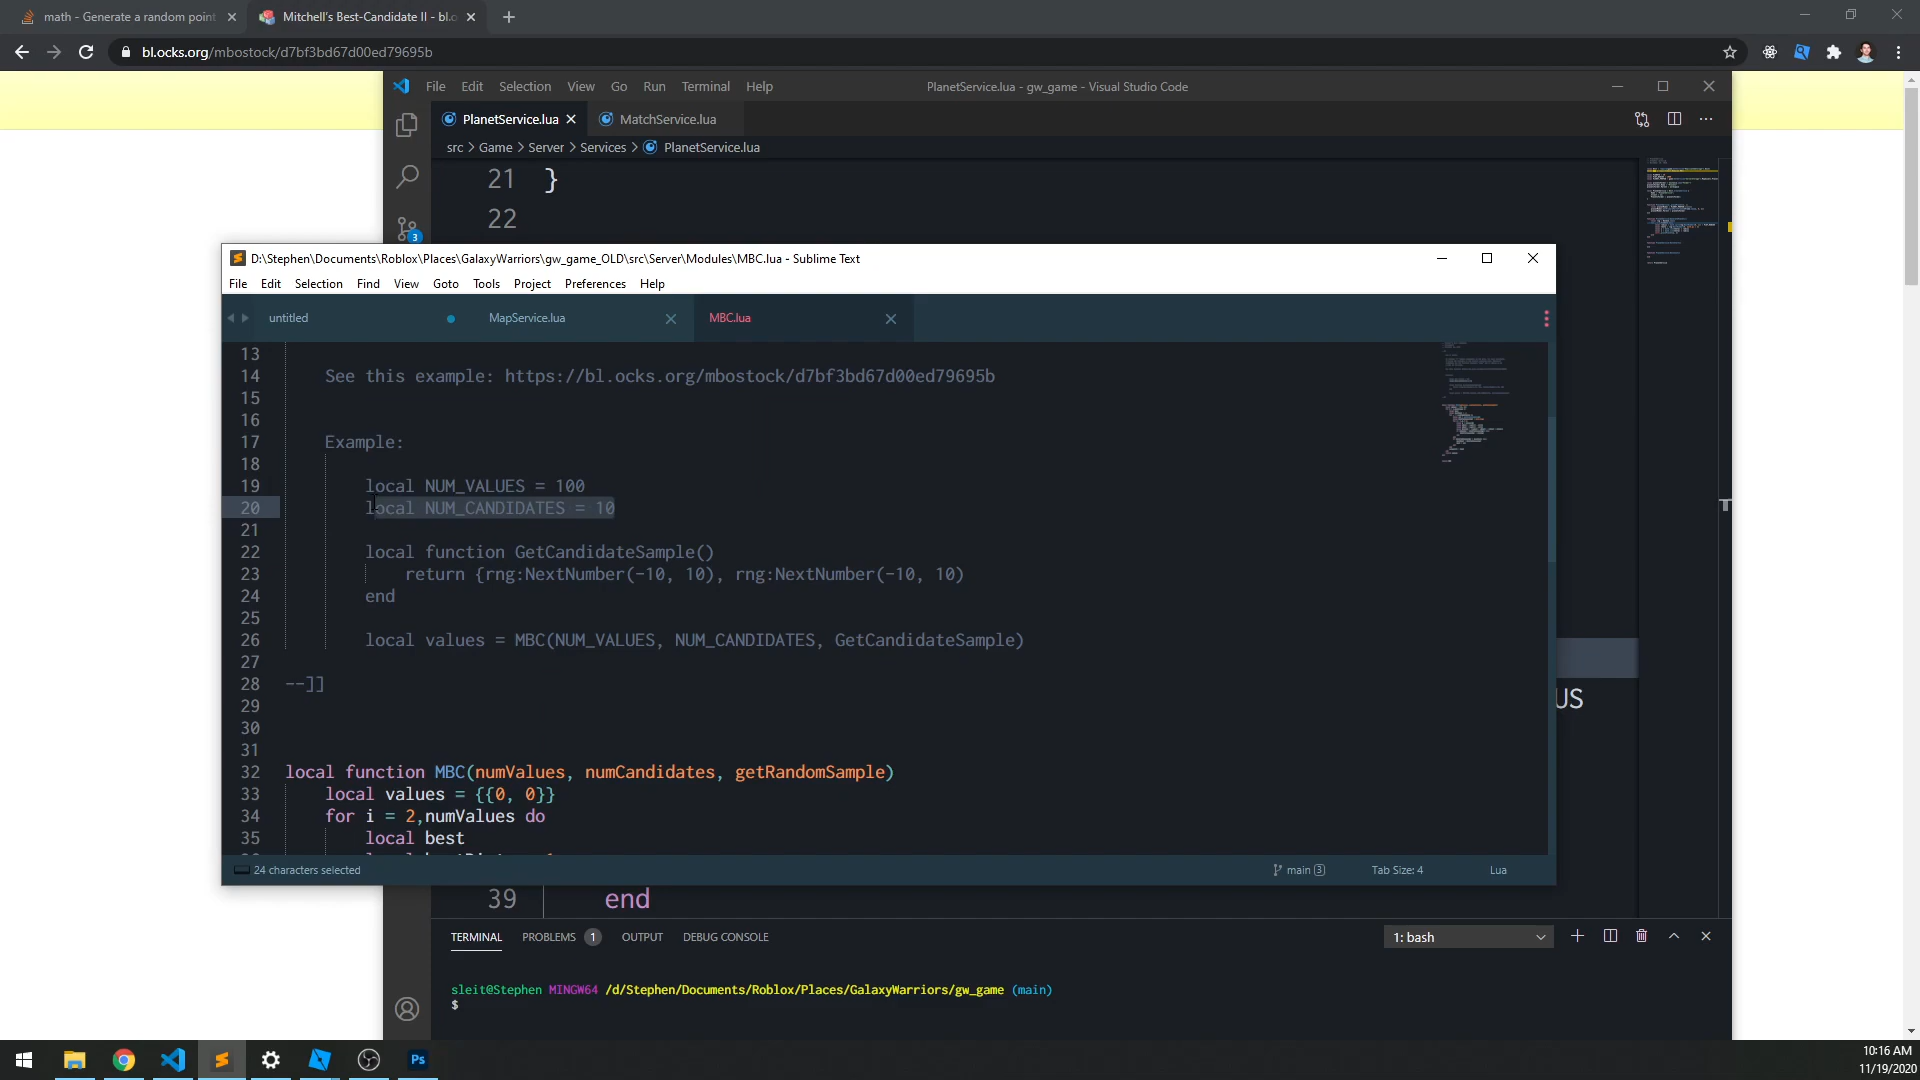 math - Generate a random point
Mitchell's Best-Candidate II - bl.o
bl.ocks.org/mbostock/d7bf3bd67d00ed79695b
File Edit Selection View Go Run Terminal Help
PlanetService.lua - gw_game - Visual Studio Code
PlanetService.lua
MatchService.lua
src > Game > Server > Services > PlanetService.lua
21 }
22
3
D:\Stephen\Documents\Roblox\Places\GalaxyWarriors\gw_game_OLD\src\Server\Modules\MBC.lua - Sublime Text
File Edit Selection Find View Goto Tools Project Preferences Help
untitled
MapService.lua
MBC.lua
13
14 See this example: https://bl.ocks.org/mbostock/d7bf3bd67d00ed79695b
15
16
17 Example:
18
19 local NUM_VALUES = 100
20 local NUM_CANDIDATES = 10
21
22 local function GetCandidateSample()
23 return {rng:NextNumber(-10, 10), rng:NextNumber(-10, 10)
24 end
25
26 local values = MBC(NUM_VALUES, NUM_CANDIDATES, GetCandidateSample)
27
28 --]]
29
30
31
32 local function MBC(numValues, numCandidates, getRandomSample)
33 local values = {{0, 0}}
34 for i = 2,numValues do
35 local best
24 characters selected
main 3
Tab Size: 4
Lua
US
39 end
TERMINAL PROBLEMS 1 OUTPUT DEBUG CONSOLE
1: bash
sleit@Stephen MINGW64 /d/Stephen/Documents/Roblox/Places/GalaxyWarriors/gw_game (main)
$
Ps
10:16 AM
11/19/2020